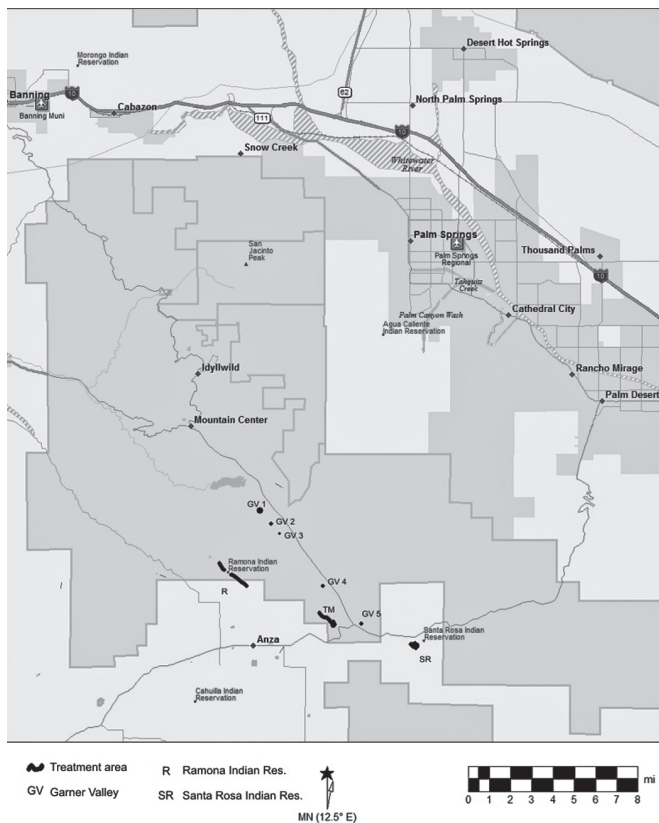 Desert Hot Springs
Morongo Indian
Reservation
62
10
Banning
Banning Muni
Cabazon
North Palm Springs
111
10
Snow Creek
Whitewater
River
Palm Springs
Palm Springs
Regional
San
Jacinto
Peak
Thousand Palms
10
Tahquitz
Creek
Palm Canyon Wash
Cathedral City
Agua Caliente
Indian Reservation
Idyllwild
Rancho Mirage
Palm Desert
Mountain Center
GV 1
GV 2
GV 3
Ramona Indian
Reservation
R
GV 4
TM
GV 5
Santa Rosa Indian
Reservation
Anza
SR
Cahuilla Indian
Reservation
Treatment area
R Ramona Indian Res.
GV Garner Valley
SR Santa Rosa Indian Res.
MN (12.5° E)
mi
0 1 2 3 4 5 6 7 8